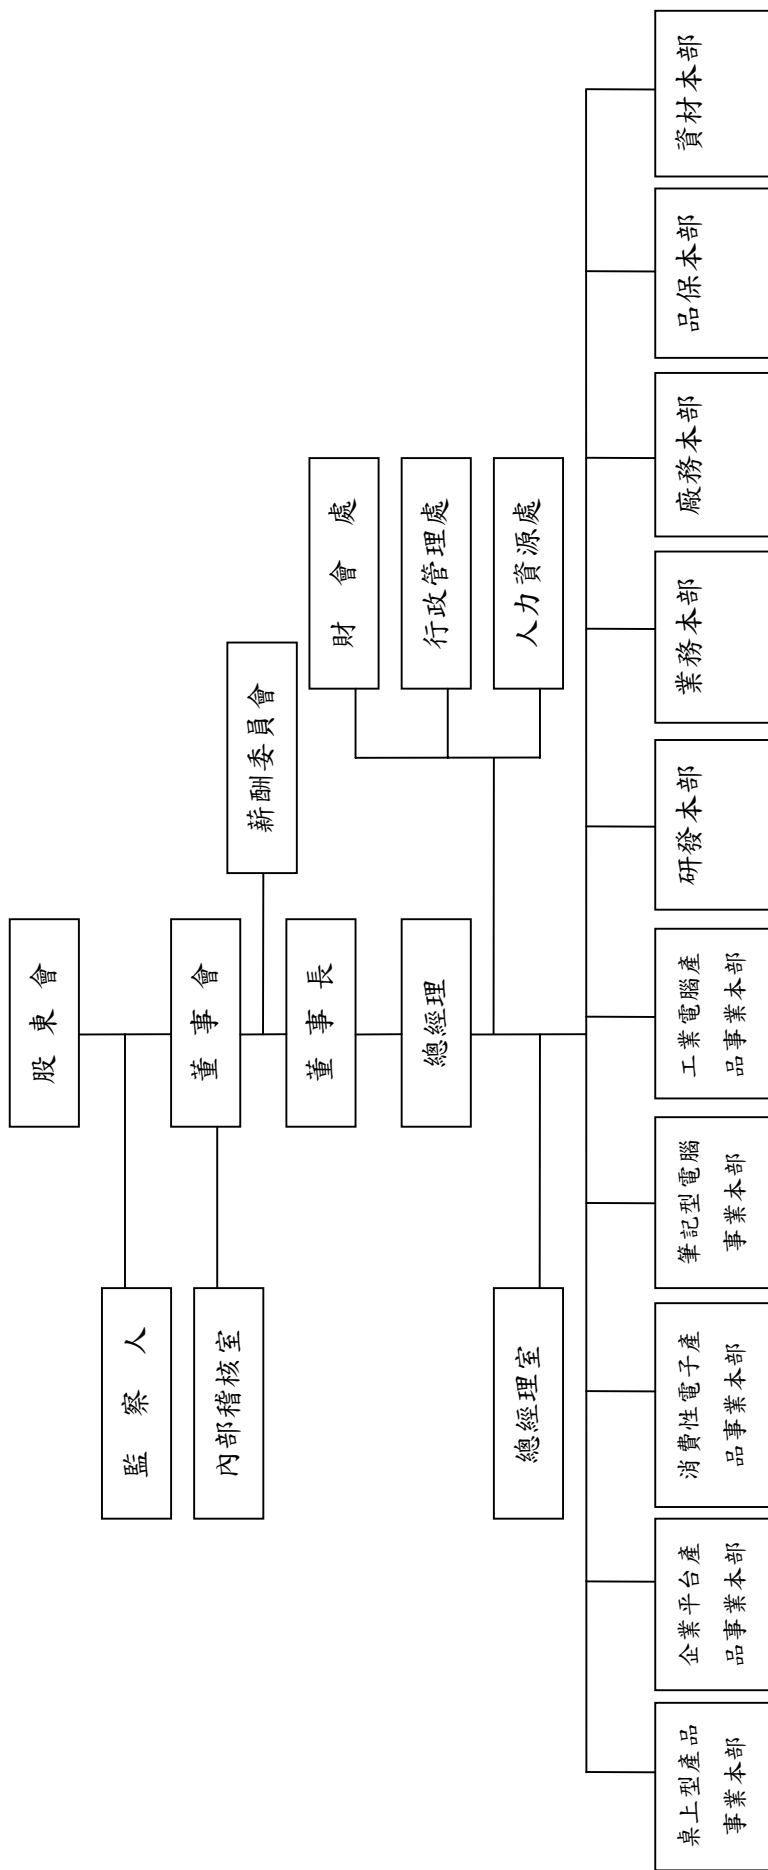 股東會
監察人
董事會
內部稽核室
薪酬委員會
董事長
總經理
財會處
行政管理處
人力資源處
總經理室
桌上型產品
事業本部
企業平台產
品事業本部
消費性電子產
品事業本部
筆記型電腦
事業本部
工業電腦產
品事業本部
研發本部
業務本部
廠務本部
品保本部
資材本部